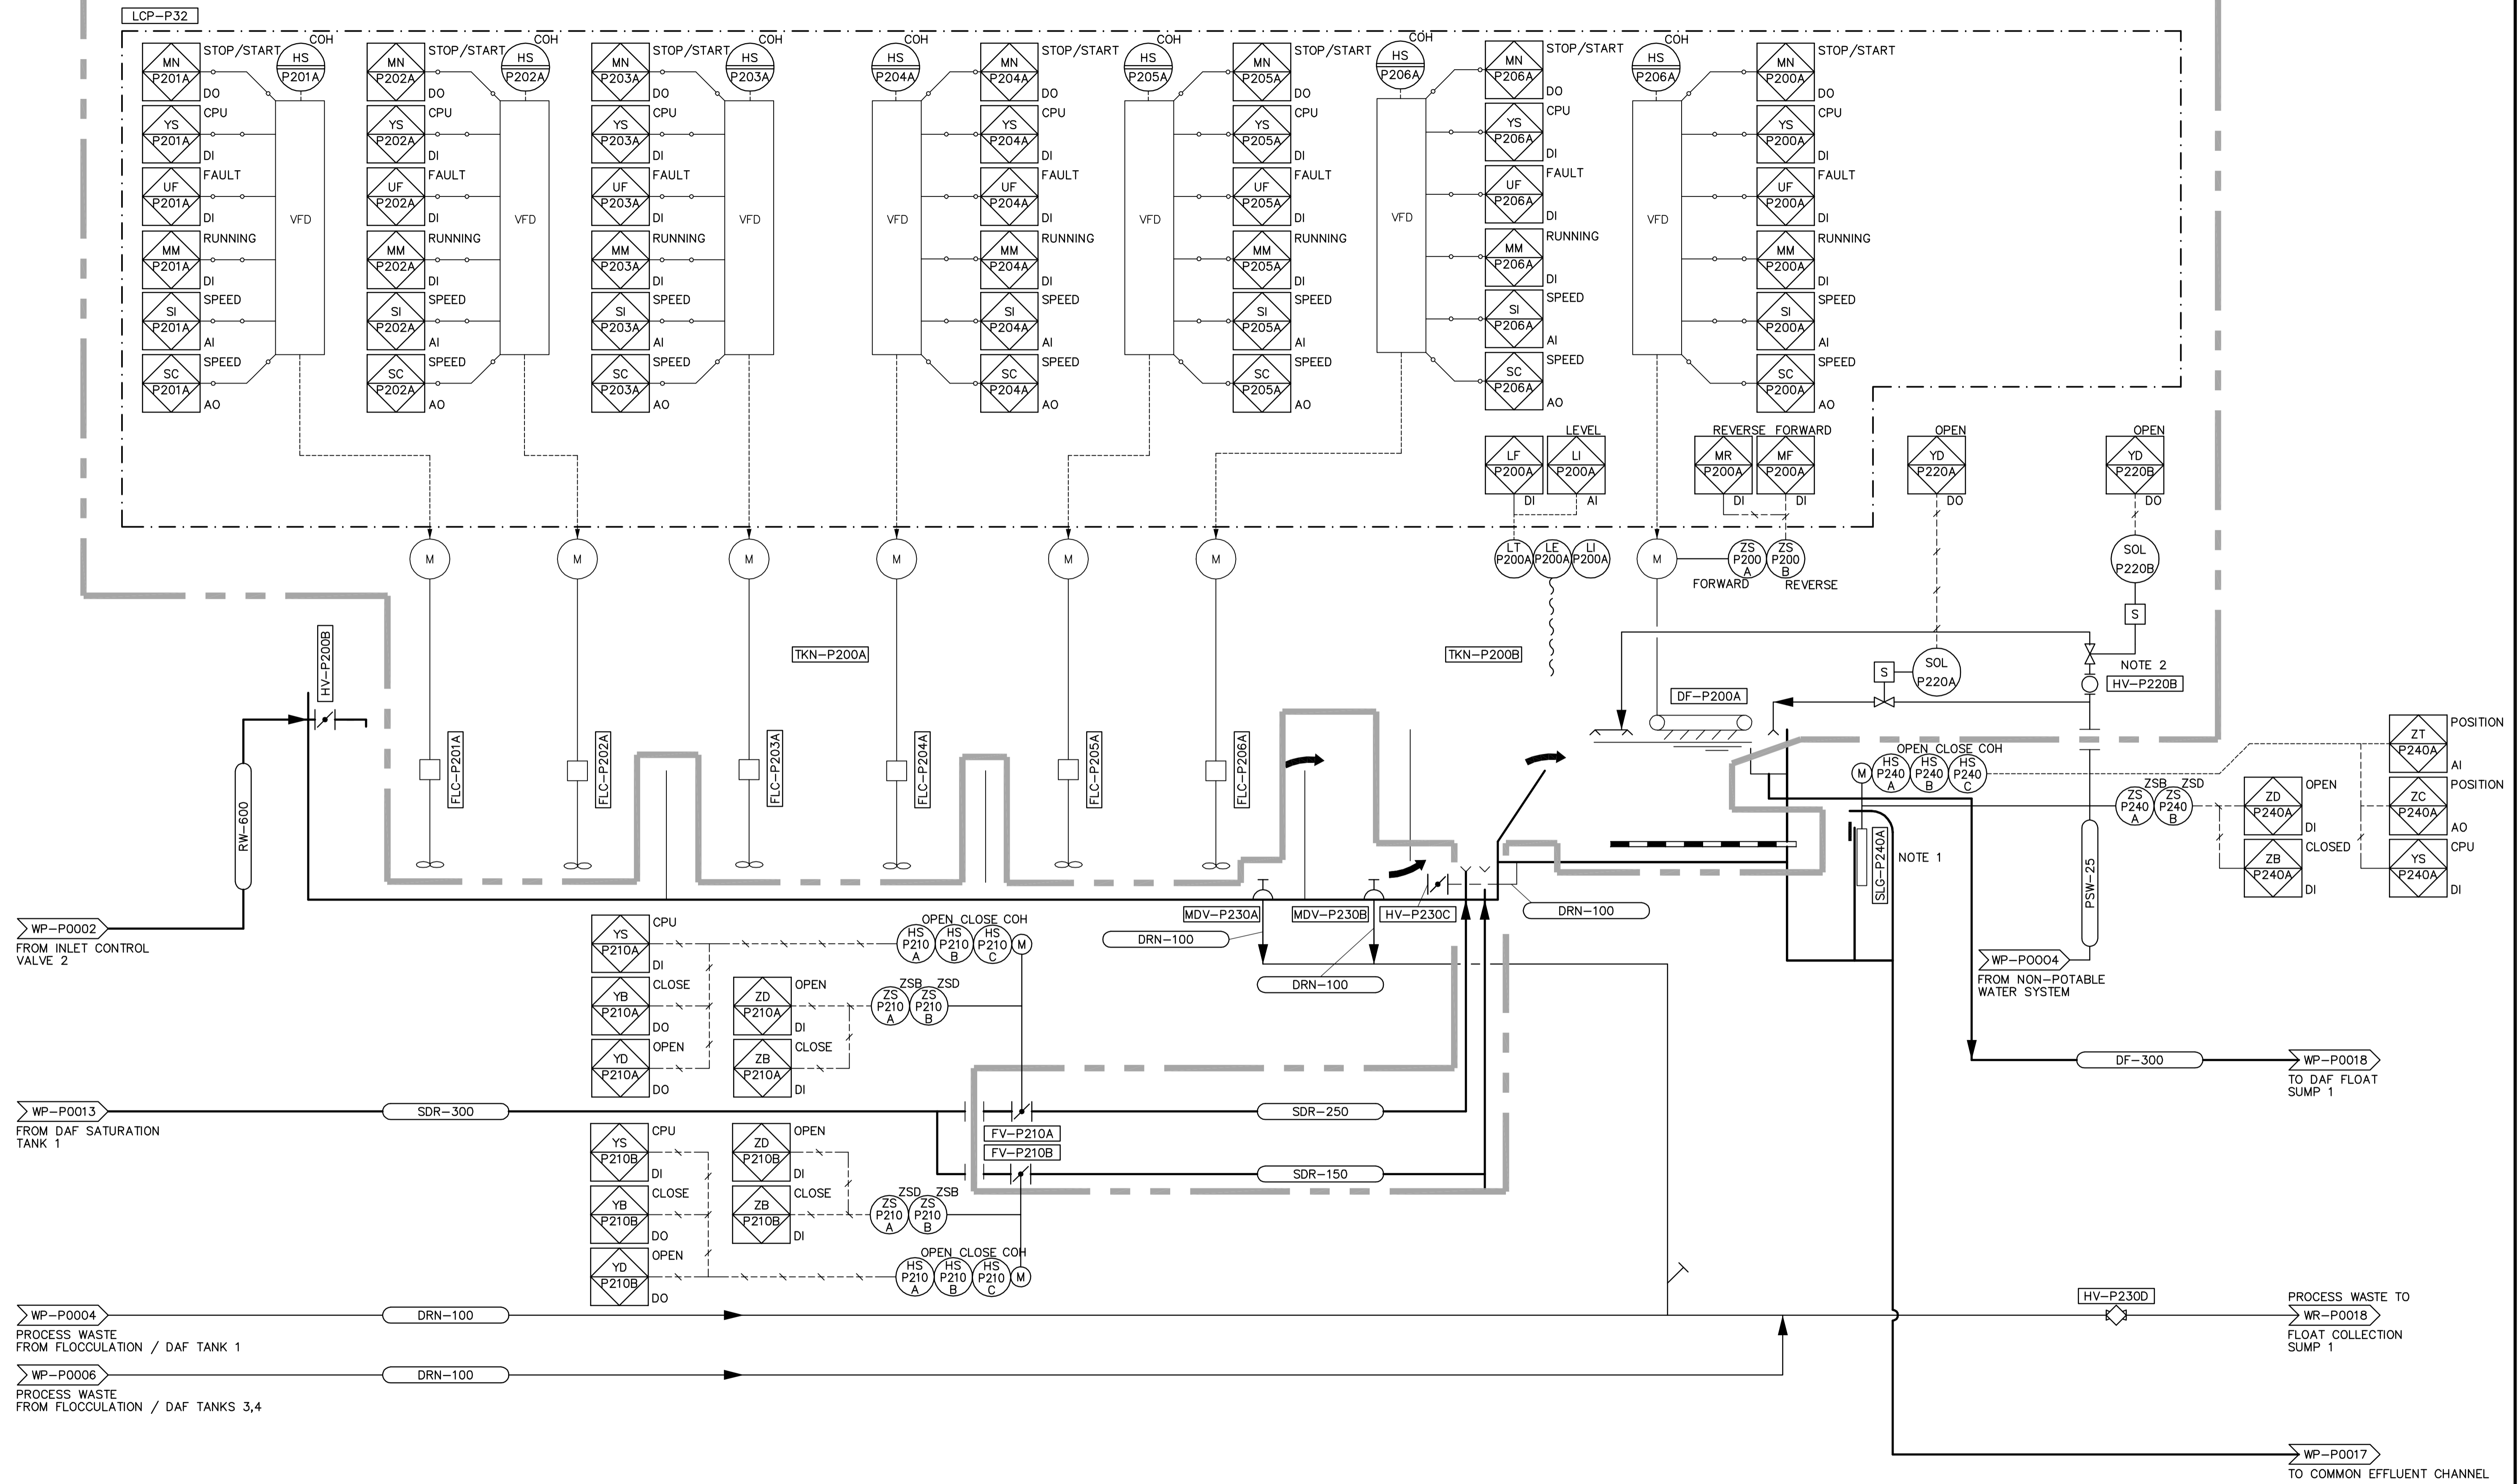 LCP-P32
MN
P201A
STOP/START
DO
YS
P201A
CPU
DI
UF
P201A
FAULT
DI
MM
P201A
RUNNING
DI
SI
P201A
SPEED
AI
SC
P201A
SPEED
AO
COH
HS
P201A
VFD
MN
P202A
STOP/START
DO
YS
P202A
CPU
DI
UF
P202A
FAULT
DI
MM
P202A
RUNNING
DI
SI
P202A
SPEED
AI
SC
P202A
SPEED
AO
COH
HS
P202A
VFD
MN
P203A
STOP/START
DO
YS
P203A
CPU
DI
UF
P203A
FAULT
DI
MM
P203A
RUNNING
DI
SI
P203A
SPEED
AI
SC
P203A
SPEED
AO
COH
HS
P203A
VFD
COH
HS
P204A
VFD
MN
P204A
STOP/START
DO
YS
P204A
CPU
DI
UF
P204A
FAULT
DI
MM
P204A
RUNNING
DI
SI
P204A
SPEED
AI
SC
P204A
SPEED
AO
COH
HS
P205A
VFD
MN
P205A
STOP/START
DO
YS
P205A
CPU
DI
UF
P205A
FAULT
DI
MM
P205A
RUNNING
DI
SI
P205A
SPEED
AI
SC
P205A
SPEED
AO
COH
HS
P206A
VFD
MN
P206A
STOP/START
DO
YS
P206A
CPU
DI
UF
P206A
FAULT
DI
MM
P206A
RUNNING
DI
SI
P206A
SPEED
AI
SC
P206A
SPEED
AO
COH
HS
P206A
VFD
MN
P200A
STOP/START
DO
YS
P200A
CPU
DI
UF
P200A
FAULT
DI
MM
P200A
RUNNING
DI
SI
P200A
SPEED
AI
SC
P200A
SPEED
AO
LF
P200A
DI
LEVEL
LI
P200A
AI
REVERSE
MR
P200A
DI
FORWARD
MF
P200A
DI
OPEN
YD
P220A
DO
OPEN
YD
P220B
DO
M
M
M
M
M
M
LT
P200A
LE
P200A
LI
P200A
M
ZS
P200
A
FORWARD
ZS
P200
B
REVERSE
SOL
P220B
S
HV-P200B
TKN-P200A
TKN-P200B
S
SOL
P220A
NOTE 2
HV-P220B
DF-P200A
FLC-P201A
FLC-P202A
FLC-P203A
FLC-P204A
FLC-P205A
FLC-P206A
RW-600
OPEN CLOSE COH
M
HS
P240
A
HS
P240
B
HS
P240
C
ZSB
ZSD
ZS
P240
A
ZS
P240
B
ZD
P240A
OPEN
DI
ZB
P240A
CLOSED
DI
ZT
P240A
POSITION
AI
ZC
P240A
POSITION
AO
YS
P240A
CPU
DI
SLG-P240A
NOTE 1
PSW-25
WP-P0002
FROM INLET CONTROL
VALVE 2
MDV-P230A
MDV-P230B
HV-P230C
DRN-100
DRN-100
DRN-100
WP-P0004
FROM NON-POTABLE
WATER SYSTEM
YS
P210A
CPU
DI
YB
P210A
CLOSE
DO
YD
P210A
OPEN
DO
ZD
P210A
OPEN
DI
ZB
P210A
CLOSE
DI
OPEN CLOSE COH
HS
P210
A
HS
P210
B
HS
P210
C
M
ZSB
ZSD
ZS
P210
A
ZS
P210
B
DF-300
WP-P0018
TO DAF FLOAT
SUMP 1
WP-P0013
FROM DAF SATURATION
TANK 1
SDR-300
SDR-250
FV-P210A
FV-P210B
SDR-150
YS
P210B
CPU
DI
YB
P210B
CLOSE
DO
YD
P210B
OPEN
DO
ZD
P210B
OPEN
DI
ZB
P210B
CLOSE
DI
ZSD
ZSB
ZS
P210
A
ZS
P210
B
OPEN CLOSE COH
HS
P210
A
HS
P210
B
HS
P210
C
M
WP-P0004
PROCESS WASTE
FROM FLOCCULATION / DAF TANK 1
DRN-100
HV-P230D
PROCESS WASTE TO
WR-P0018
FLOAT COLLECTION
SUMP 1
WP-P0006
PROCESS WASTE
FROM FLOCCULATION / DAF TANKS 3,4
DRN-100
WP-P0017
TO COMMON EFFLUENT CHANNEL